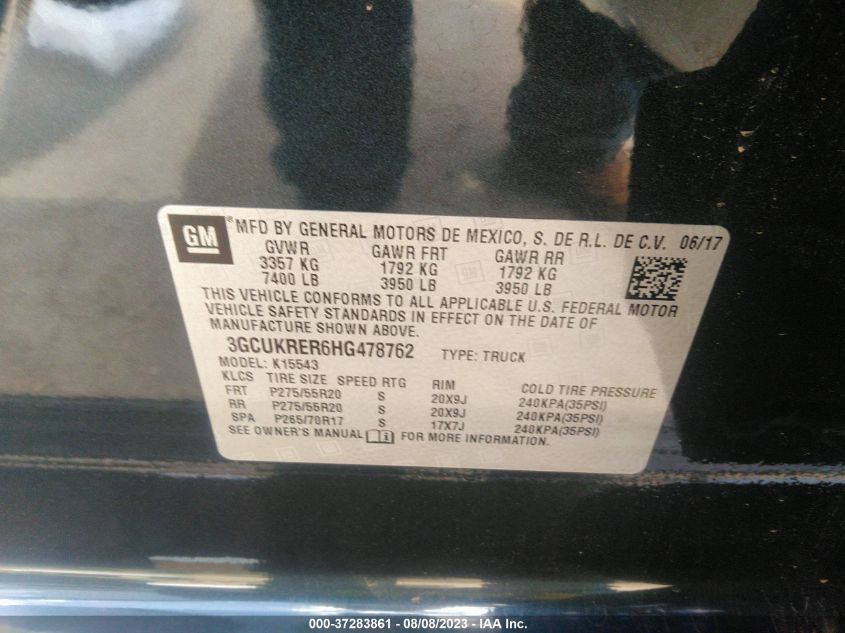 GM ® MFD BY GENERAL MOTORS DE MEXICO, S. DE R.L. DE C.V. 06/17
GVWR GAWR FRT GAWR RR
3357 KG 1792 KG 1792 KG
7400 LB 3950 LB 3950 LB
THIS VEHICLE CONFORMS TO ALL APPLICABLE U.S. FEDERAL MOTOR
VEHICLE SAFETY STANDARDS IN EFFECT ON THE DATE OF
MANUFACTURE SHOWN ABOVE.
3GCUKRER6HG478762 TYPE: TRUCK
MODEL: K15543
KLCS TIRE SIZE SPEED RTG RIM COLD TIRE PRESSURE
FRT P275/55R20 S 20X9J 240KPA(35PSI)
RR P275/55R20 S 20X9J 240KPA(35PSI)
SPA P265/70R17 S 17X7J 240KPA(35PSI)
SEE OWNER'S MANUAL FOR MORE INFORMATION.
000-37283861 - 08/08/2023 - IAA Inc.